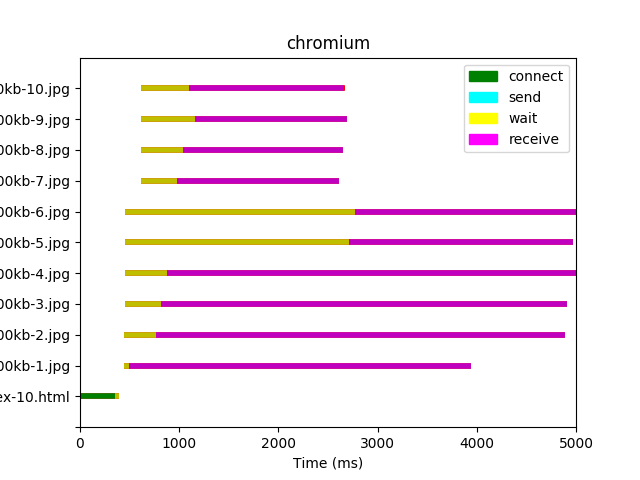 chromium
connect
send
wait
receive
0kb-10.jpg
00kb-9.jpg
00kb-8.jpg
00kb-7.jpg
00kb-6.jpg
00kb-5.jpg
00kb-4.jpg
00kb-3.jpg
00kb-2.jpg
00kb-1.jpg
ex-10.html
0 1000 2000 3000 4000 5000
Time (ms)